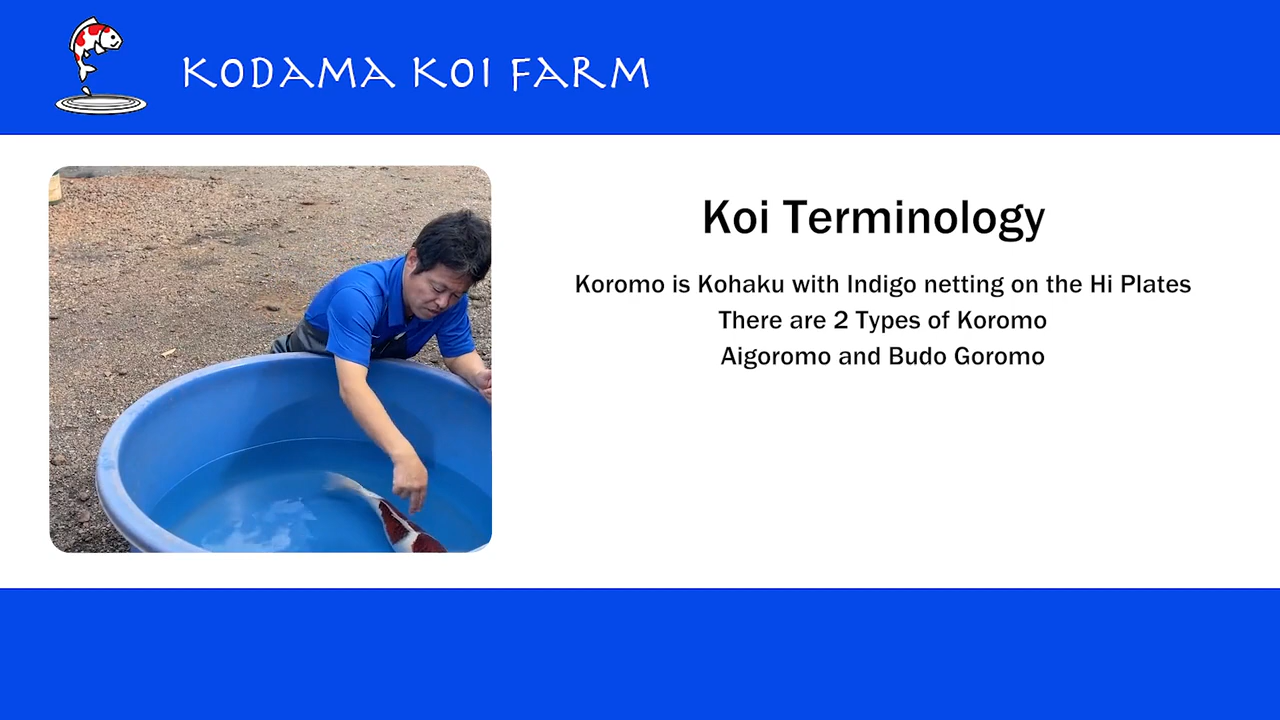 KODAMA KOI FARM
Koi Terminology
Koromo is Kohaku with Indigo netting on the Hi Plates
There are 2 Types of Koromo
Aigoromo and Budo Goromo